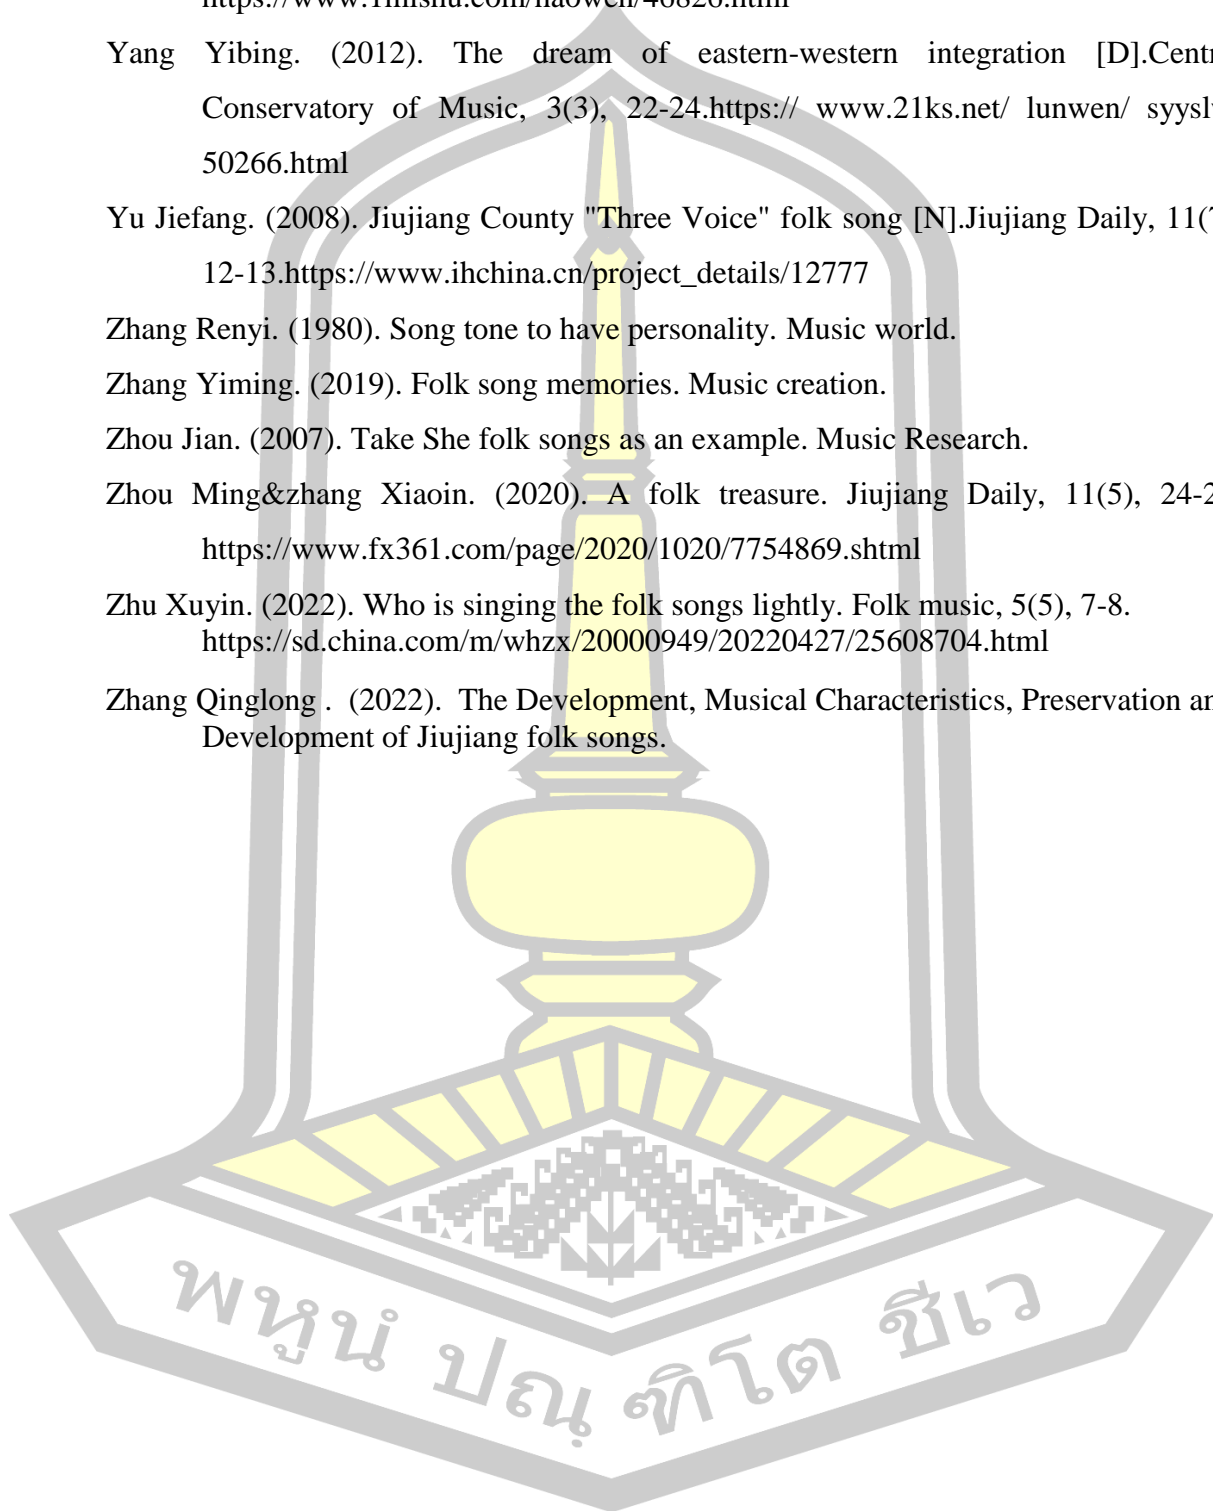 Yang Yibing. (2012). The dream of eastern-western integration [D].Centr
Conservatory of Music, 3(3), 22-24.https:// www.21ks.net/ lunwen/
50266.html
Yu Jiefang. (2008). Jiujiang County "Three Voice" folk song [N].Jiujiang Daily,
12-13.https://www.ihchina.cn/project_details/12777
Zhang Renyi. (1980). Song tone to have personality. Music world.
Zhang Yiming. (2019). Folk song memories. Music creation.
Zhou Jian. (2007). Take She folk songs as an example. Music Research.
Zhou Ming&zhang Xiaoin. (2020). A folk treasure. Jiujiang Daily, 11(5),
https://www.fx361.com/page/2020/1020/7754869.shtml
Zhu Xuyin. (2022). Who is singing the folk songs lightly. Folk music, 5(5), 7-8.
https://sd.china.com/m/whzx/20000949/20220427/25608704.html
Zhang Qinglong . (2022). The Development, Musical Characteristics, Preservation an
Development of Jiujiang folk songs.
พหูนํ ปณฺฑิโต ชีเว